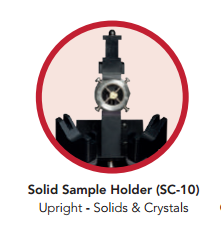 Solid Sample Holder (SC-10)
Upright - Solids & Crystals